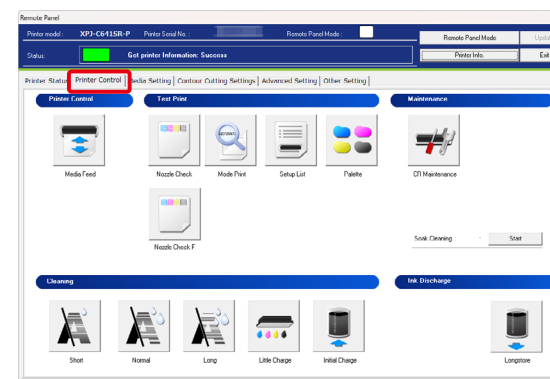 Remote Panel
Printer model : XPJ-C641SR-P Printer Serial No. : Remote Panel Mode :
Remote Panel Mode
Status: Get printer Information: Success
Printer Info. Exit
Printer Status Printer Control Media Setting Contour Cutting Settings Advanced Setting Other Setting
Printer Control Test Print Maintenance
Media Feed Nozzle Check Mode Print Setup List Palette CR Maintenance
Nozzle Check F
Soak Cleaning - Start
Cleaning Ink Discharge
Short Normal Long Little Charge Initial Charge Longstore